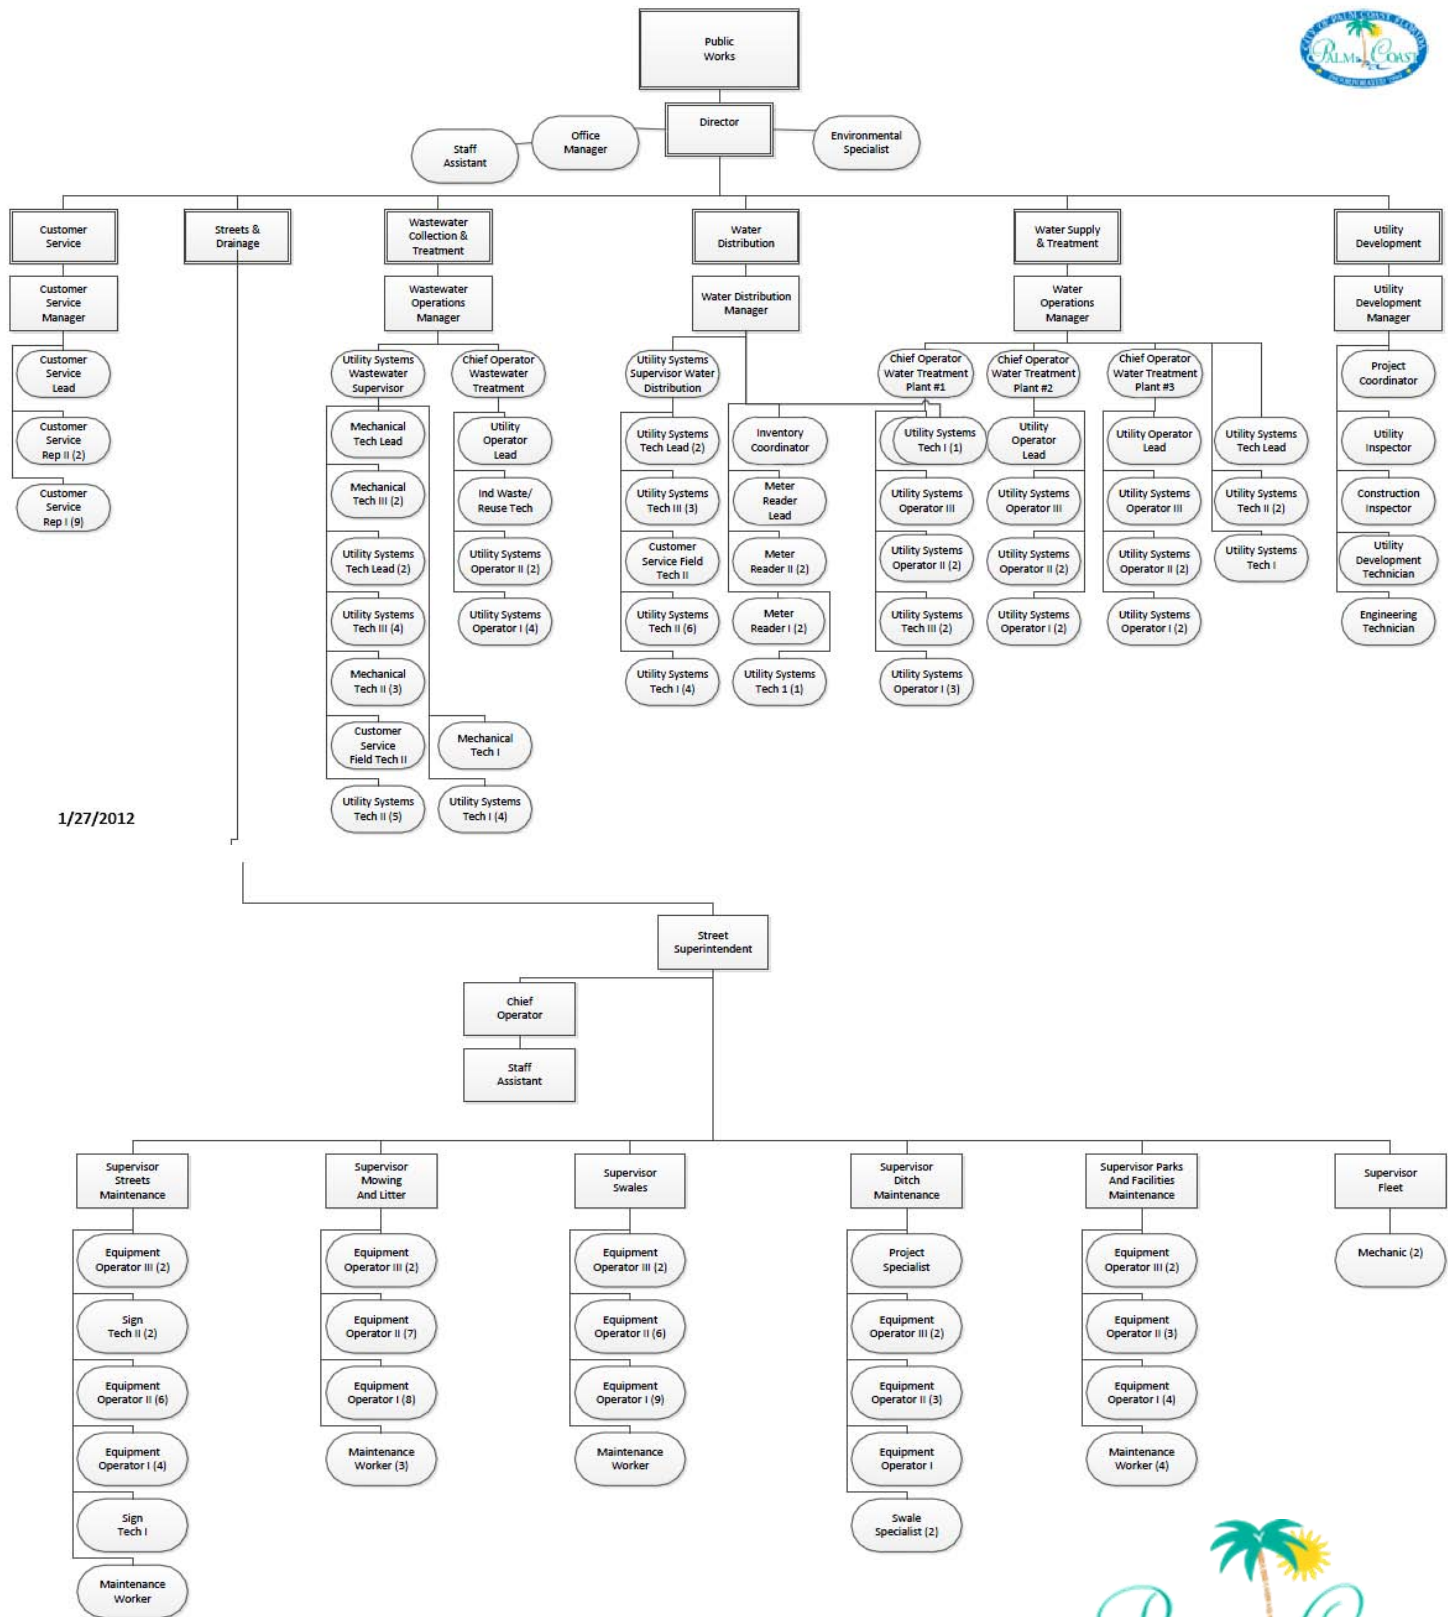 Public
Works
CITY OF PALM COAST, FLORIDA
PALM COAST
INCORPORATED 1999
Director
Office
Manager
Staff
Assistant
Environmental
Specialist
Customer
Service
Streets &
Drainage
Wastewater
Collection &
Treatment
Water
Distribution
Water Supply
& Treatment
Utility
Development
Customer
Service
Manager
Wastewater
Operations
Manager
Water Distribution
Manager
Water
Operations
Manager
Utility
Development
Manager
Customer
Service
Lead
Customer
Service
Rep II (2)
Customer
Service
Rep I (9)
Utility Systems
Wastewater
Supervisor
Mechanical
Tech Lead
Mechanical
Tech III (2)
Utility Systems
Tech Lead (2)
Utility Systems
Tech III (4)
Mechanical
Tech II (3)
Customer
Service
Field Tech II
Utility Systems
Tech II (5)
Mechanical
Tech I
Utility Systems
Tech I (4)
Chief Operator
Wastewater
Treatment
Utility
Operator
Lead
Ind Waste/
Reuse Tech
Utility Systems
Operator II (2)
Utility Systems
Operator I (4)
Utility Systems
Supervisor Water
Distribution
Utility Systems
Tech Lead (2)
Utility Systems
Tech III (3)
Customer
Service Field
Tech II
Utility Systems
Tech II (6)
Utility Systems
Tech I (4)
Inventory
Coordinator
Meter
Reader
Lead
Meter
Reader II (2)
Meter
Reader I (2)
Utility Systems
Tech 1 (1)
Chief Operator
Water Treatment
Plant #1
Utility Systems
Tech I (1)
Utility Systems
Operator III
Utility Systems
Operator II (2)
Utility Systems
Tech III (2)
Utility Systems
Operator I (3)
Chief Operator
Water Treatment
Plant #2
Utility
Operator
Lead
Utility Systems
Operator III
Utility Systems
Operator II (2)
Utility Systems
Operator I (2)
Chief Operator
Water Treatment
Plant #3
Utility Operator
Lead
Utility Systems
Operator III
Utility Systems
Operator II (2)
Utility Systems
Operator I (2)
Utility Systems
Tech Lead
Utility Systems
Tech II (2)
Utility Systems
Tech I
Project
Coordinator
Utility
Inspector
Construction
Inspector
Utility
Development
Technician
Engineering
Technician
1/27/2012
Street
Superintendent
Chief
Operator
Staff
Assistant
Supervisor
Streets
Maintenance
Equipment
Operator III (2)
Sign
Tech II (2)
Equipment
Operator II (6)
Equipment
Operator I (4)
Sign
Tech I
Maintenance
Worker
Supervisor
Mowing
And Litter
Equipment
Operator III (2)
Equipment
Operator II (7)
Equipment
Operator I (8)
Maintenance
Worker (3)
Supervisor
Swales
Equipment
Operator III (2)
Equipment
Operator II (6)
Equipment
Operator I (9)
Maintenance
Worker
Supervisor
Ditch
Maintenance
Project
Specialist
Equipment
Operator III (2)
Equipment
Operator II (3)
Equipment
Operator I
Swale
Specialist (2)
Supervisor Parks
And Facilities
Maintenance
Equipment
Operator III (2)
Equipment
Operator II (3)
Equipment
Operator I (4)
Maintenance
Worker (4)
Supervisor
Fleet
Mechanic (2)